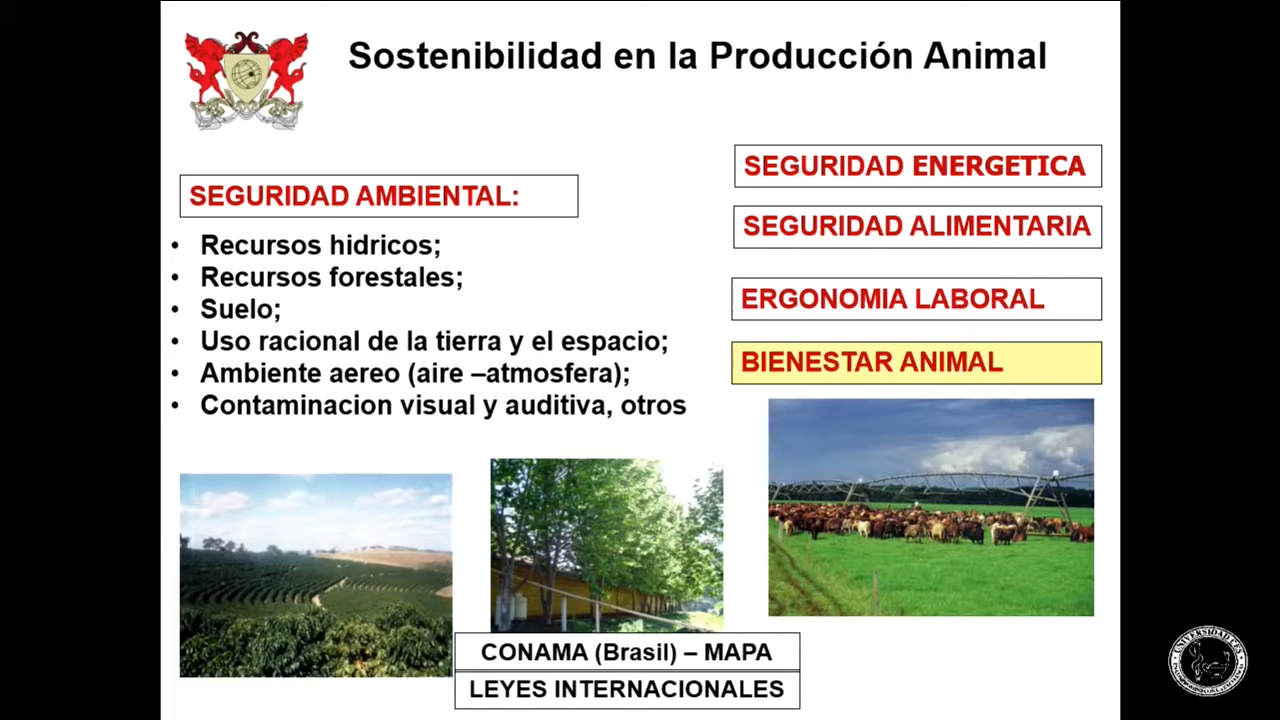 Sostenibilidad en la Producción Animal
SEGURIDAD AMBIENTAL:
• Recursos hidricos;
• Recursos forestales;
• Suelo;
• Uso racional de la tierra y el espacio;
• Ambiente aereo (aire –atmosfera);
• Contaminacion visual y auditiva, otros
SEGURIDAD ENERGETICA
SEGURIDAD ALIMENTARIA
ERGONOMIA LABORAL
BIENESTAR ANIMAL
CONAMA (Brasil) – MAPA
LEYES INTERNACIONALES
UNIVERSIDAD CES